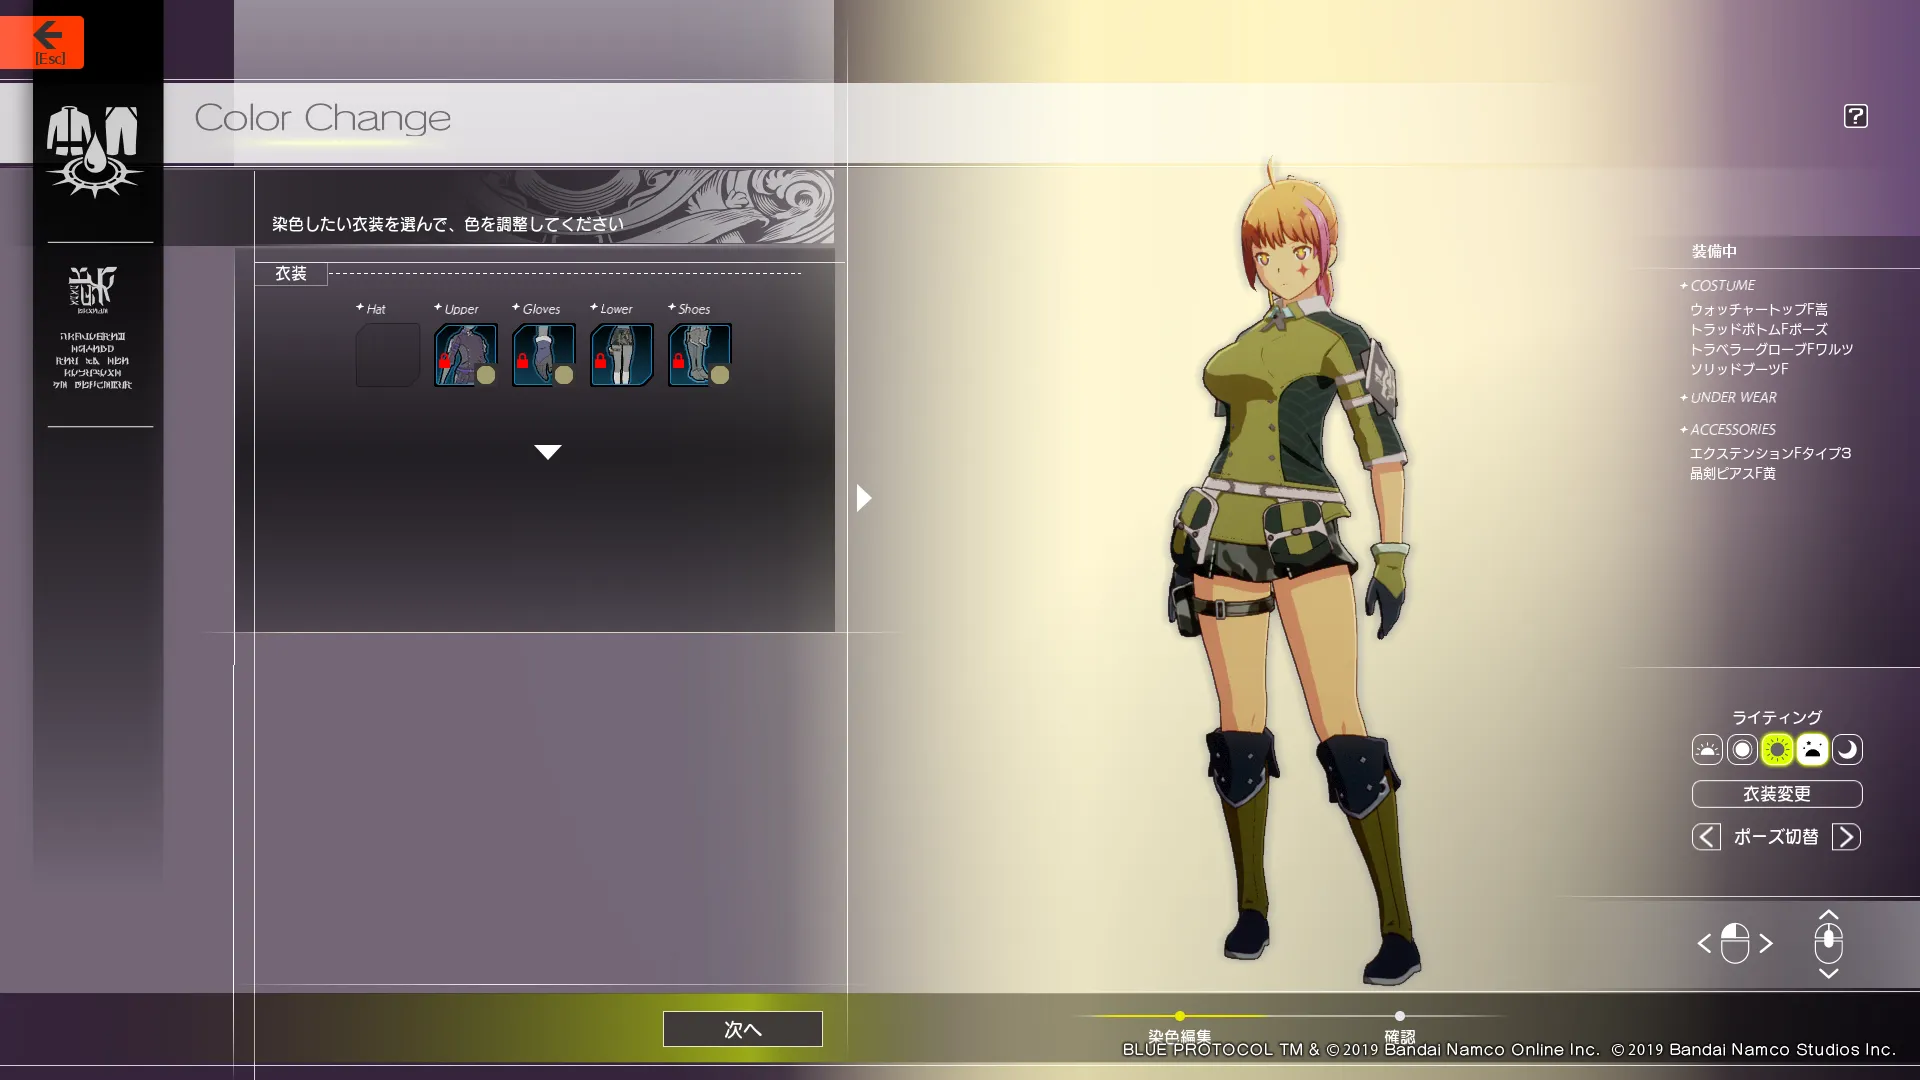 [Esc]
Color Change
?
染色したい衣装を選んで、色を調整してください
衣装
Hat
Upper
Gloves
Lower
Shoes
装備中
COSTUME
ウォッチャートップF嵩
トラッドボトムFポーズ
トラベラーグローブFワルツ
ソリッドブーツF
UNDER WEAR
ACCESSORIES
エクステンションFタイプ3
晶剣ピアスF黄
ライティング
衣装変更
ポーズ切替
次へ
染色編集
確認
BLUE PROTOCOL TM & ©2019 Bandai Namco Online Inc. ©2019 Bandai Namco Studios Inc.